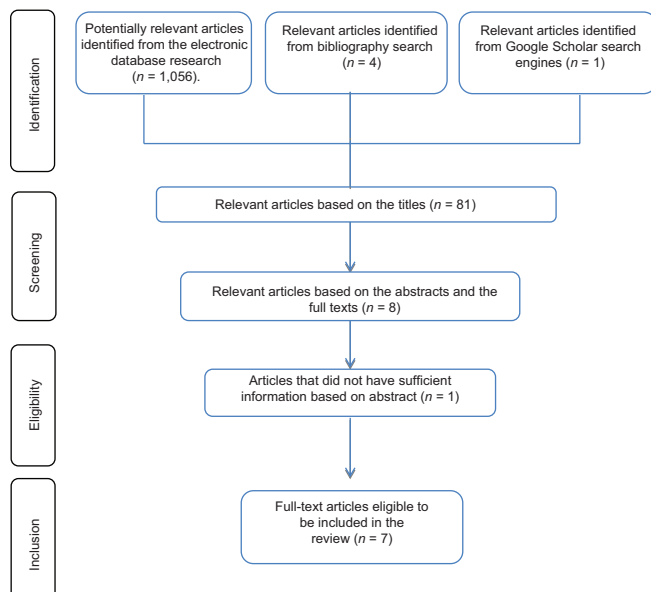 Identification
Potentially relevant articles
identified from the electronic
database research
(n = 1,056).
Relevant articles identified
from bibliography search
(n = 4)
Relevant articles identified
from Google Scholar search
engines (n = 1)
Screening
Relevant articles based on the titles (n = 81)
Relevant articles based on the abstracts and the
full texts (n = 8)
Eligibility
Articles that did not have sufficient
information based on abstract (n = 1)
Inclusion
Full-text articles eligible to
be included in the
review (n = 7)